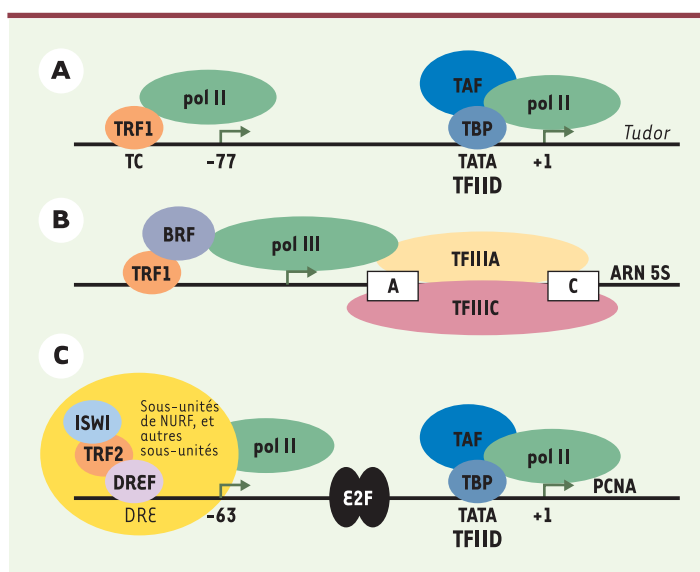 A
TAF
pol II
pol II
TRF1
TBP
Tudor
TC
-77
TATA
+1
TFIID
B
BRF
pol III
TFIIIA
TRF1
ARN 5S
A
C
TFIIIC
C
ISWI
Sous-unités
de NURF, et
autres
sous-unités
TAF
pol II
pol II
TRF2
DREF
TBP
PCNA
E2F
DRE
-63
TATA
+1
TFIID